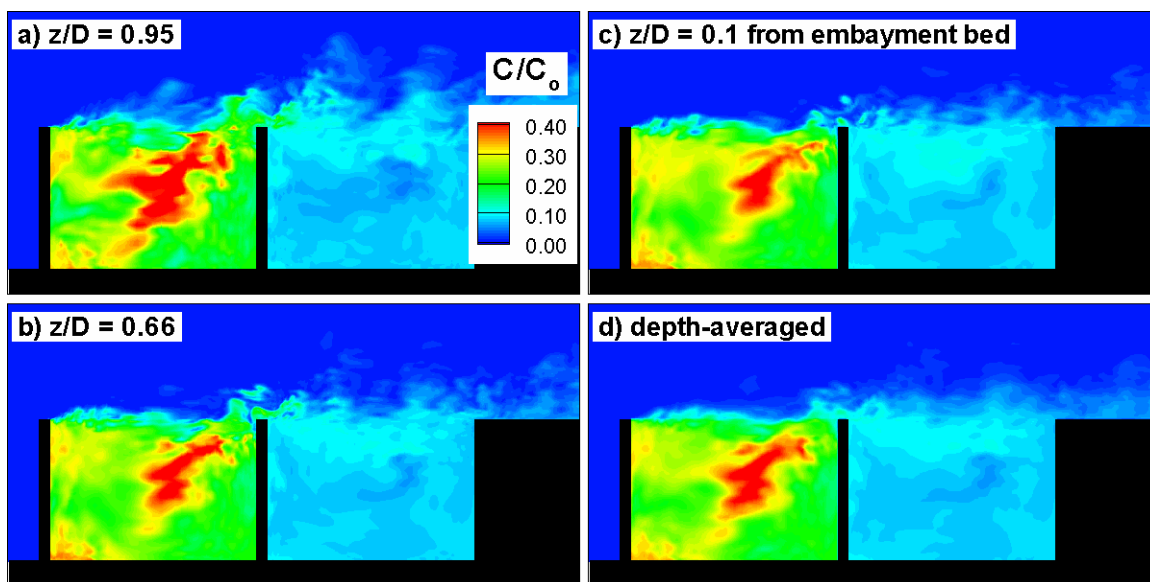 a) z/D = 0.95
C/Co
0.40
0.30
0.20
0.10
0.00
b) z/D = 0.66
c) z/D = 0.1 from embayment bed
d) depth-averaged